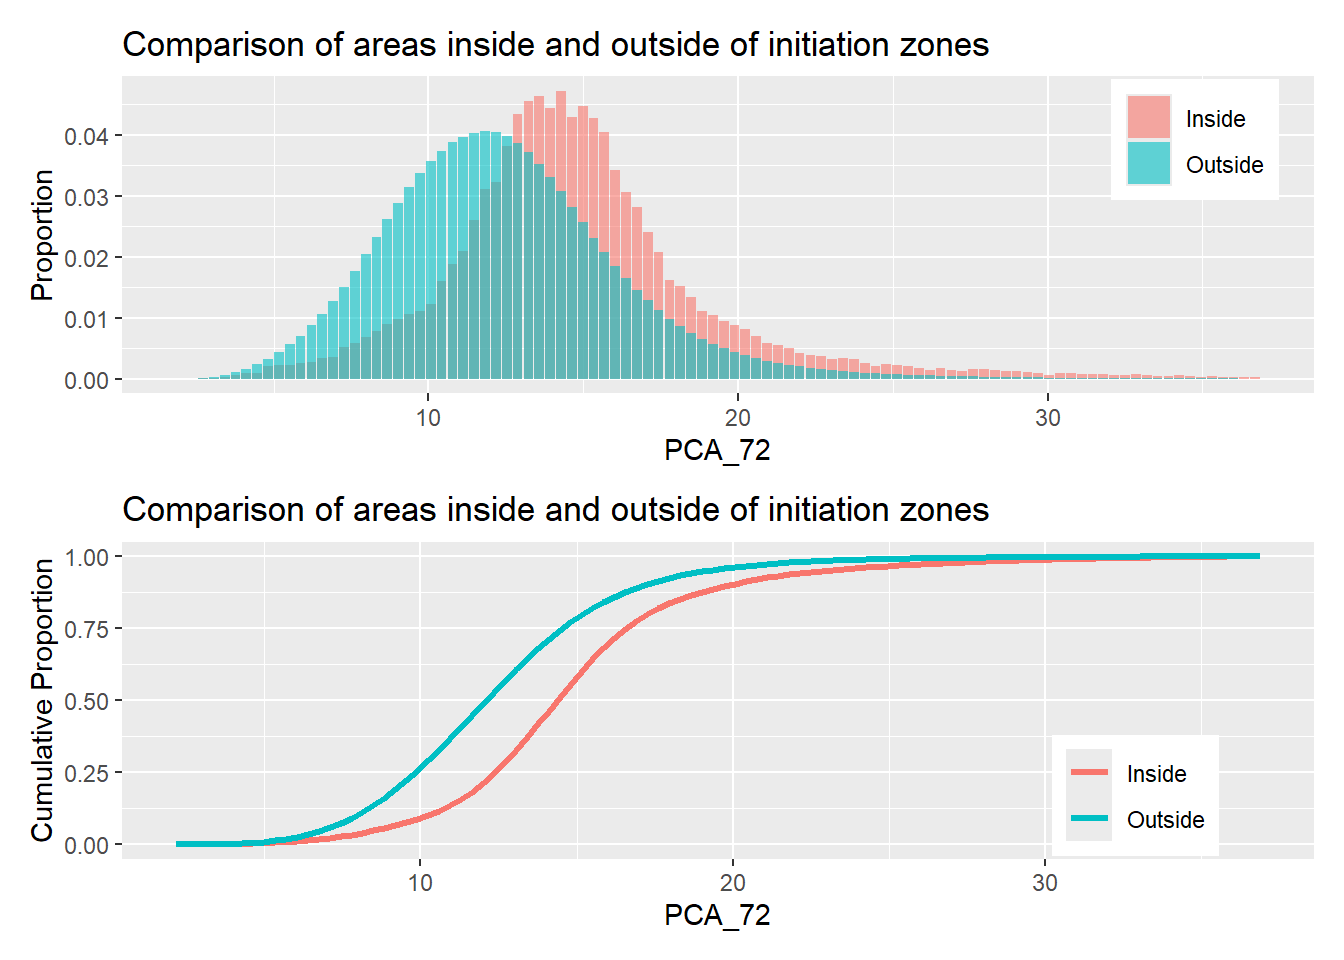 Comparison of areas inside and outside of initiation zones
Inside
Outside
Proportion
0.04
0.03
0.02
0.01
0.00
10 20 30
PCA_72
Comparison of areas inside and outside of initiation zones
Cumulative Proportion
1.00
0.75
0.50
0.25
0.00
Inside
Outside
10 20 30
PCA_72